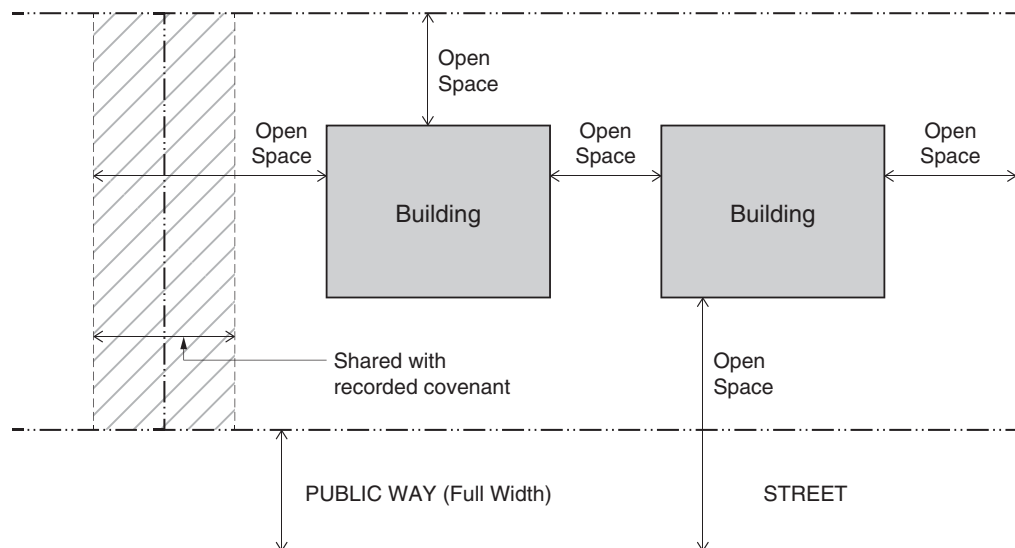 Open
Space
Open
Space
Open
Space
Open
Space
Building
Building
Shared with
recorded covenant
Open
Space
PUBLIC WAY (Full Width)
STREET